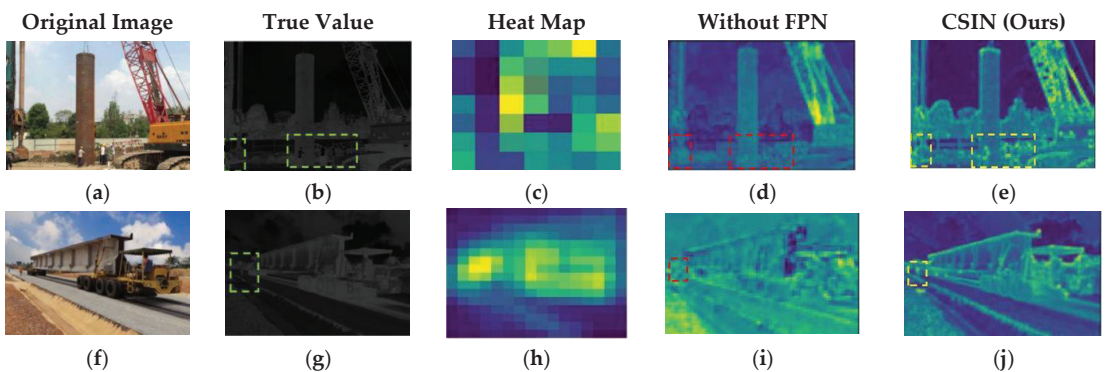 Original Image True Value Heat Map Without FPN CSIN (Ours)
(a) (b) (c) (d) (e)
(f) (g) (h) (i) (j)